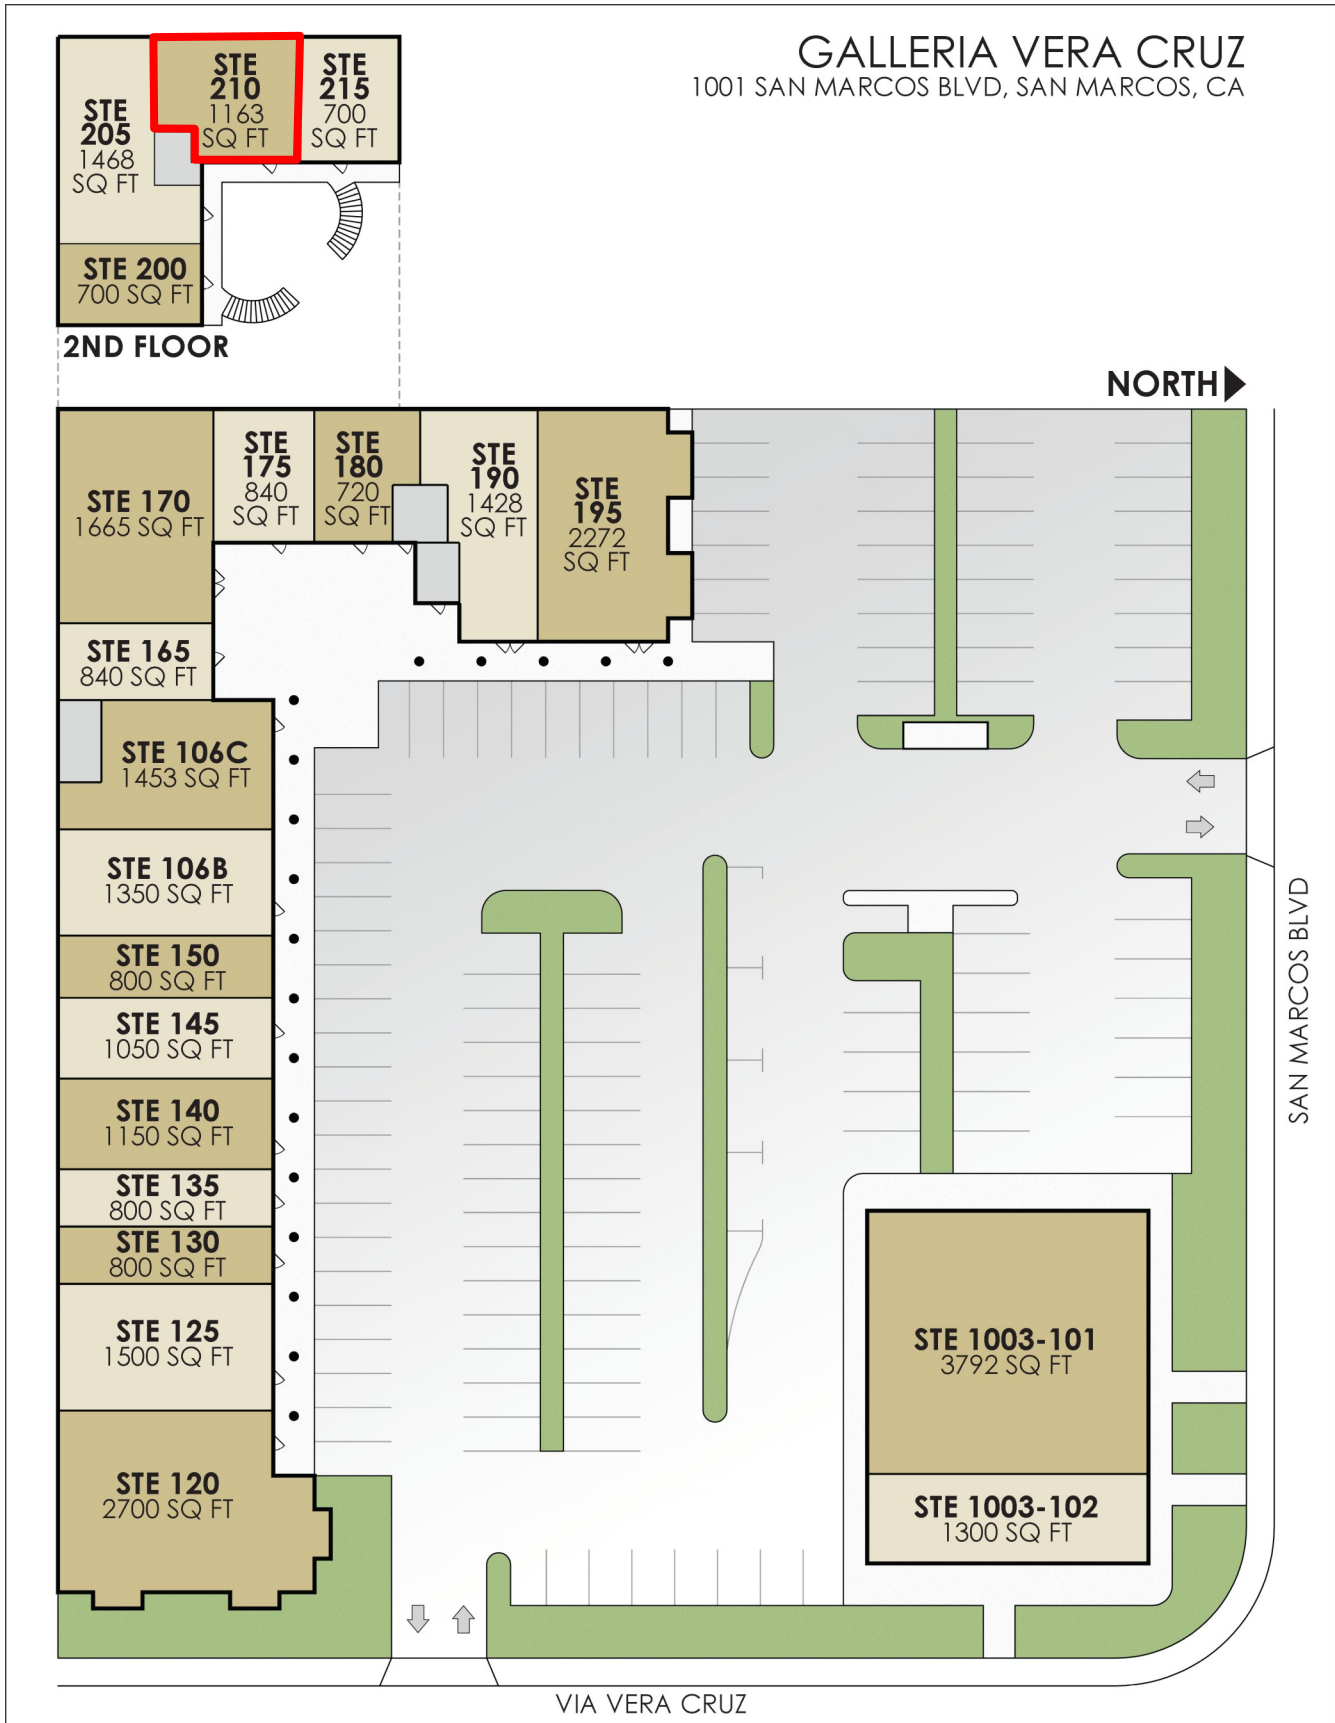 GALLERIA VERA CRUZ
1001 SAN MARCOS BLVD, SAN MARCOS, CA
STE
205
1468
SQ FT
STE
210
1163
SQ FT
STE
215
700
SQ FT
STE 200
700 SQ FT
2ND FLOOR
NORTH
STE 170
1665 SQ FT
STE
175
840
SQ FT
STE
180
720
SQ FT
STE
190
1428
SQ FT
STE
195
2272
SQ FT
STE 165
840 SQ FT
STE 106C
1453 SQ FT
STE 106B
1350 SQ FT
STE 150
800 SQ FT
STE 145
1050 SQ FT
STE 140
1150 SQ FT
STE 135
800 SQ FT
STE 130
800 SQ FT
STE 125
1500 SQ FT
STE 120
2700 SQ FT
STE 1003-101
3792 SQ FT
STE 1003-102
1300 SQ FT
SAN MARCOS BLVD
VIA VERA CRUZ